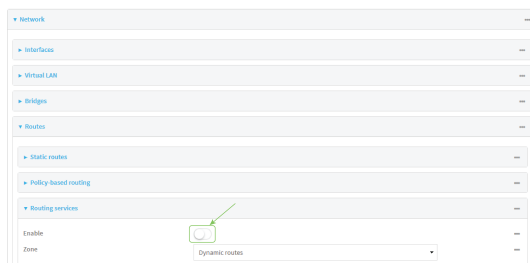 Network
Interfaces
Virtual LAN
Bridges
Routes
Static routes
Policy-based routing
Routing services
Enable
Zone
Dynamic routes